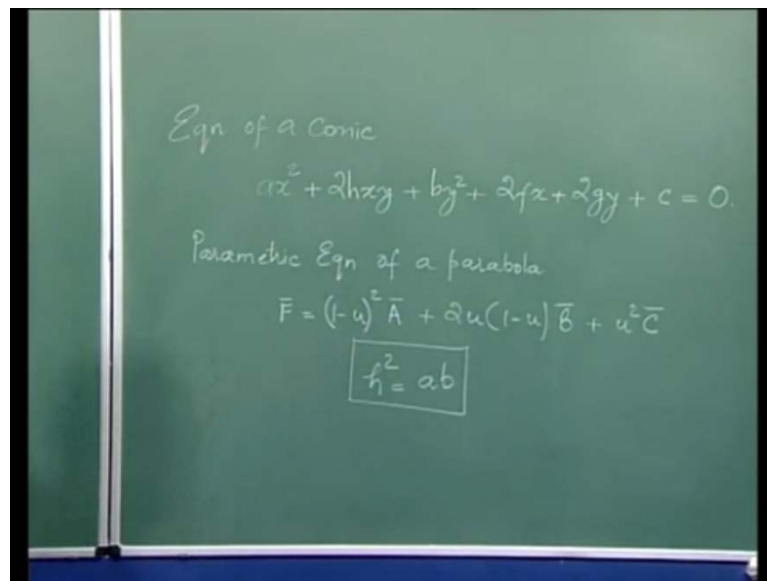 Eqn of a Conic
ax² + 2hxy + by² + 2fx + 2gy + c = 0.
Parametric Eqn of a parabola
F̄ = (1-u)² Ā + 2u(1-u) B̄ + u² C̄
h² = ab